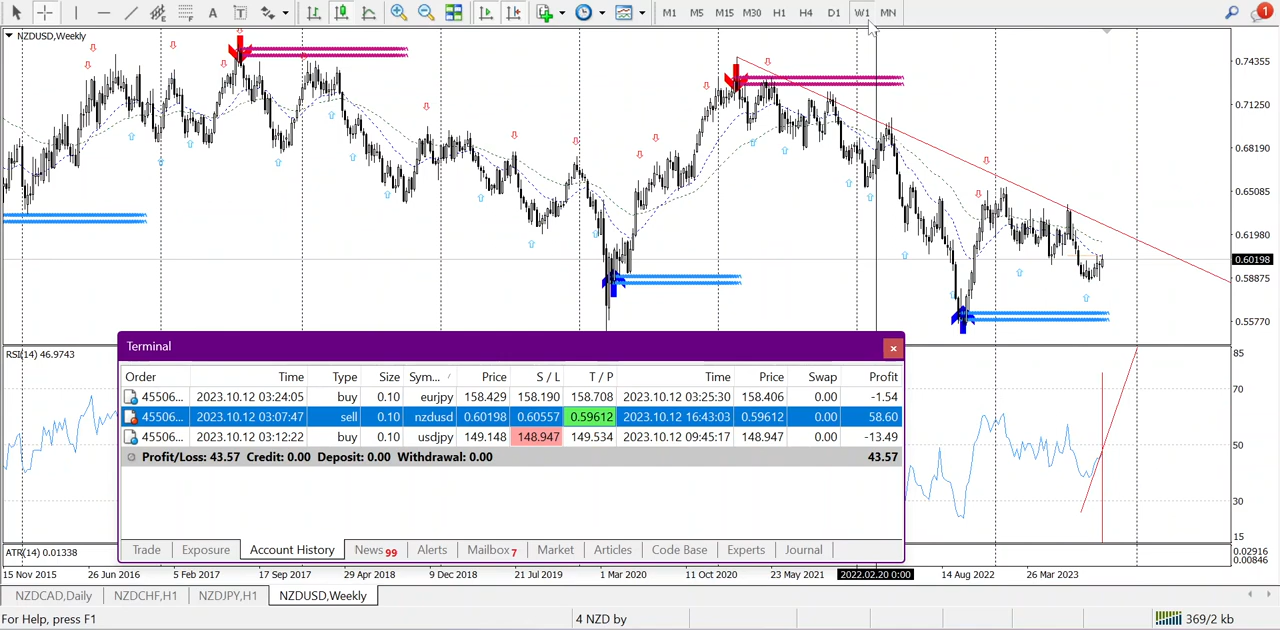 A T M1 M5 M15 M30 H1 H4 D1 W1 MN 1
NZDUSD,Weekly
0.74355
0.71250
0.68190
0.65085
0.61980
0.60198
0.58875
0.55770
Terminal
RSI(14) 46.9743
85
70
50
30
15
Order Time Type Size Sym... Price S / L T / P Time Price Swap Profit
45506... 2023.10.12 03:24:05 buy 0.10 eurjpy 158.429 158.190 158.708 2023.10.12 03:25:30 158.406 0.00 -1.54
45506... 2023.10.12 03:07:47 sell 0.10 nzdusd 0.60198 0.60557 0.59612 2023.10.12 16:43:03 0.59612 0.00 58.60
45506... 2023.10.12 03:12:22 buy 0.10 usdjpy 149.148 148.947 149.534 2023.10.12 09:45:17 148.947 0.00 -13.49
Profit/Loss: 43.57 Credit: 0.00 Deposit: 0.00 Withdrawal: 0.00 43.57
Trade Exposure Account History News 99 Alerts Mailbox 7 Market Articles Code Base Experts Journal
ATR(14) 0.01338
0.02916
0.00846
15 Nov 2015 26 Jun 2016 5 Feb 2017 17 Sep 2017 29 Apr 2018 9 Dec 2018 21 Jul 2019 1 Mar 2020 11 Oct 2020 23 May 2021 2022.02.20 0:00 14 Aug 2022 26 Mar 2023
NZDCAD,Daily NZDCHF,H1 NZDJPY,H1 NZDUSD,Weekly
For Help, press F1 4 NZD by 369/2 kb